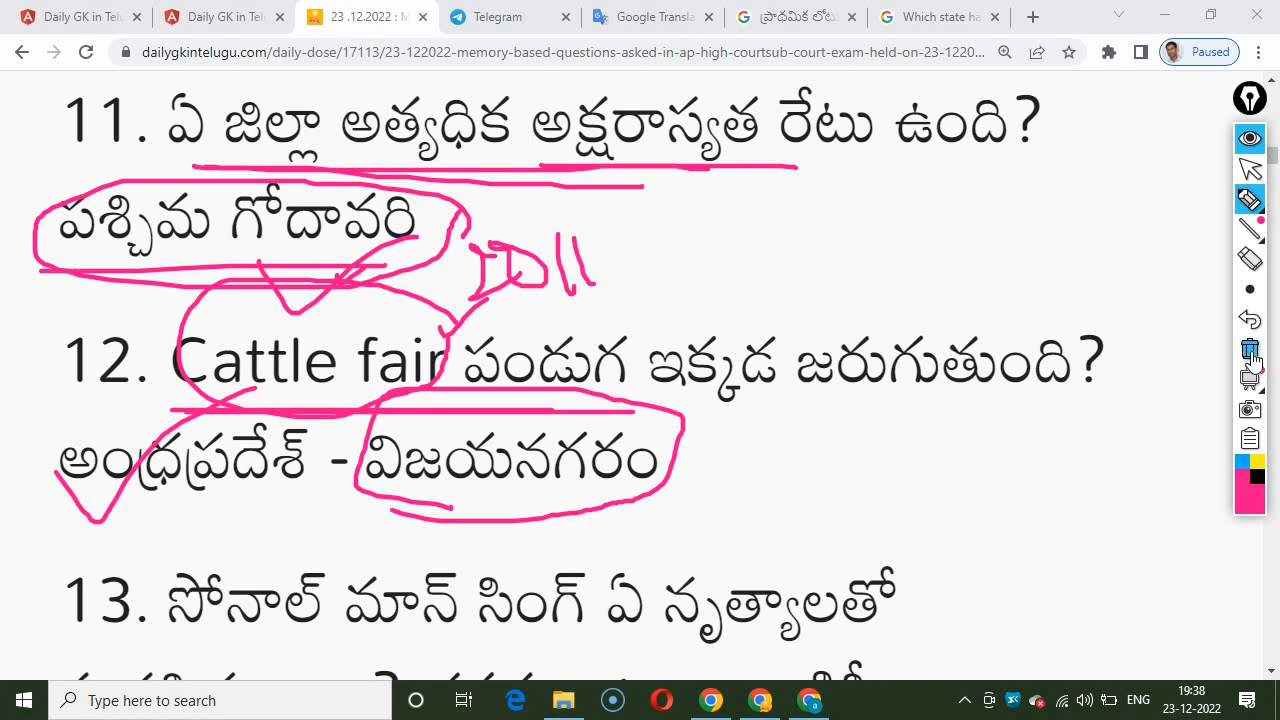 Daily GK in Telu
Daily GK in Telu
23 .12.2022 : M
Telegram
Google Transla
ప్రాథమిక లోటు
Which state ha
dailygkintelugu.com/daily-dose/17113/23-122022-memory-based-questions-asked-in-ap-high-courtsub-court-exam-held-on-23-1220...
Paused
11. ఏ జిల్లా అత్యధిక అక్షరాస్యత రేటు ఉంది?
పశ్చిమ గోదావరి
12. Cattle fair పండుగ ఇక్కడ జరుగుతుంది?
అంధ్రప్రదేశ్ - విజయనగరం
13. సోనాల్ మాన్ సింగ్ ఏ నృత్యాలతో
Type here to search
ENG
19:38
23-12-2022